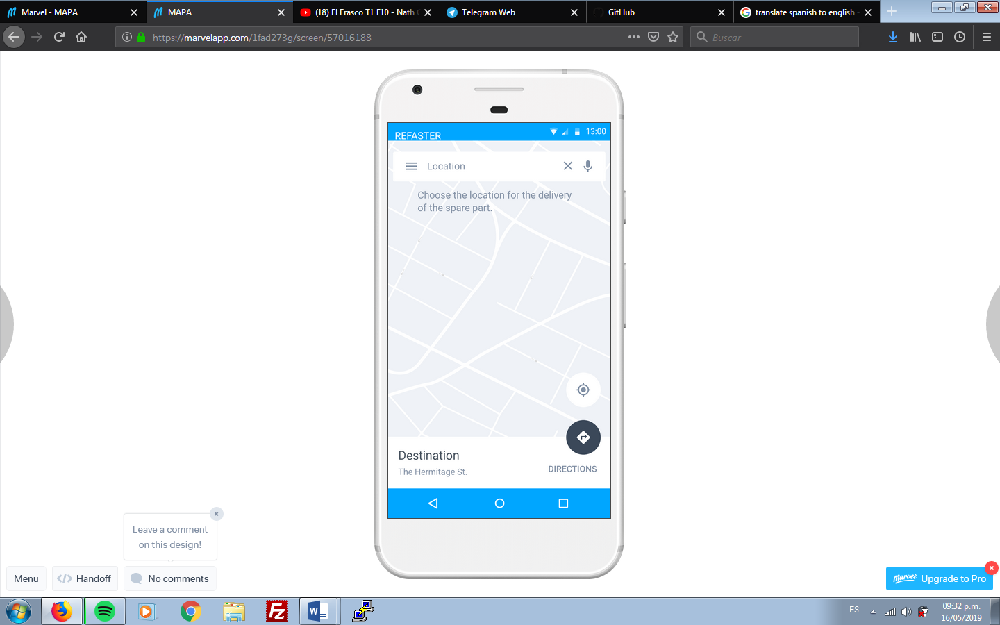 Marvel - MAPA
MAPA
(18) El Frasco T1 E10 - Nath
Telegram Web
GitHub
translate spanish to english -
https://marvelapp.com/1fad273g/screen/57016188
Buscar
REFASTER
13:00
Location
Choose the location for the delivery
of the spare part.
Destination
The Hermitage St.
DIRECTIONS
Leave a comment
on this design!
Menu
</> Handoff
No comments
Marvel Upgrade to Pro
ES
09:32 p.m.
16/05/2019